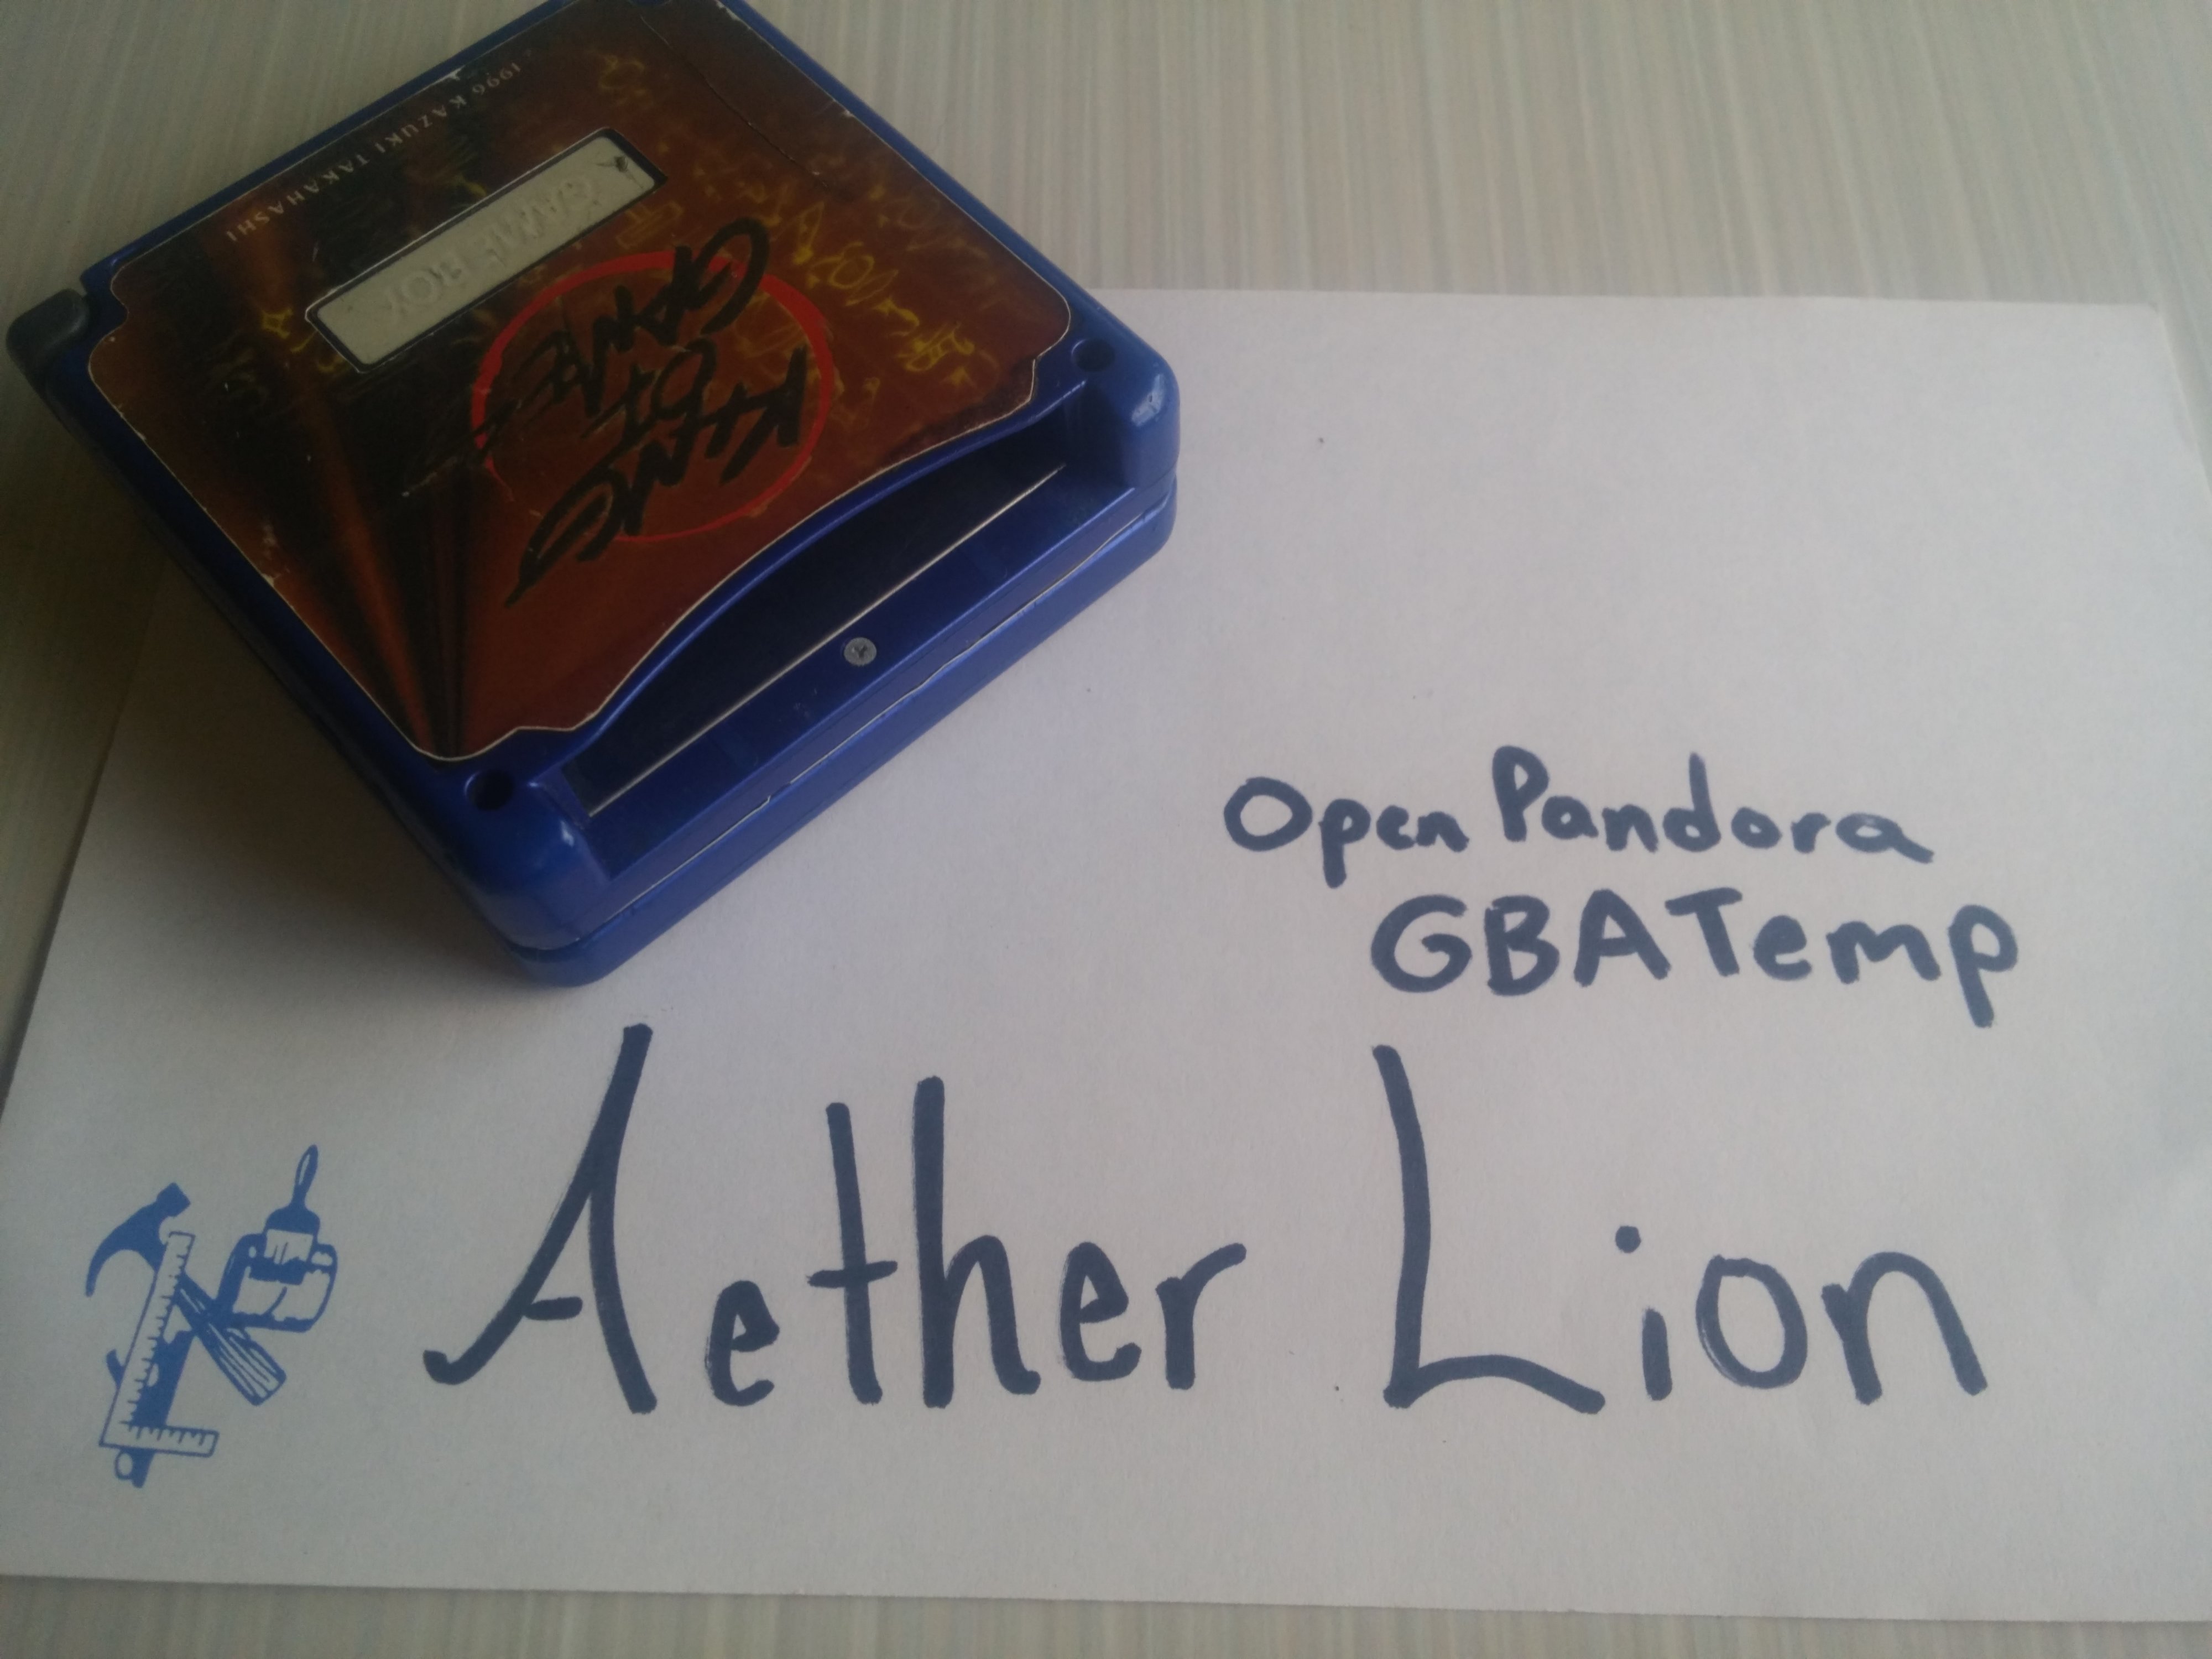 1996 KAZUKI TAKAHASHI
GAME BOY
KING
OF
GAMES
Open Pandora
GBATemp
Aether Lion